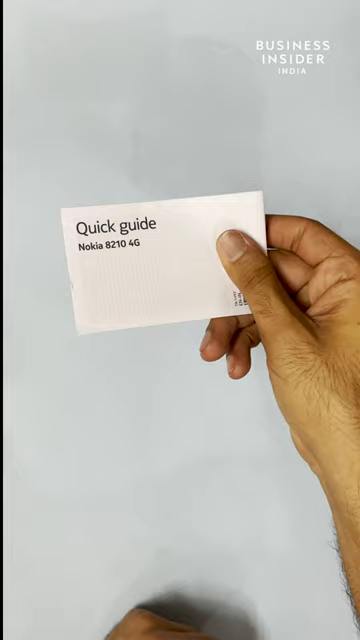 BUSINESS
INSIDER
INDIA
Quick guide
Nokia 8210 4G